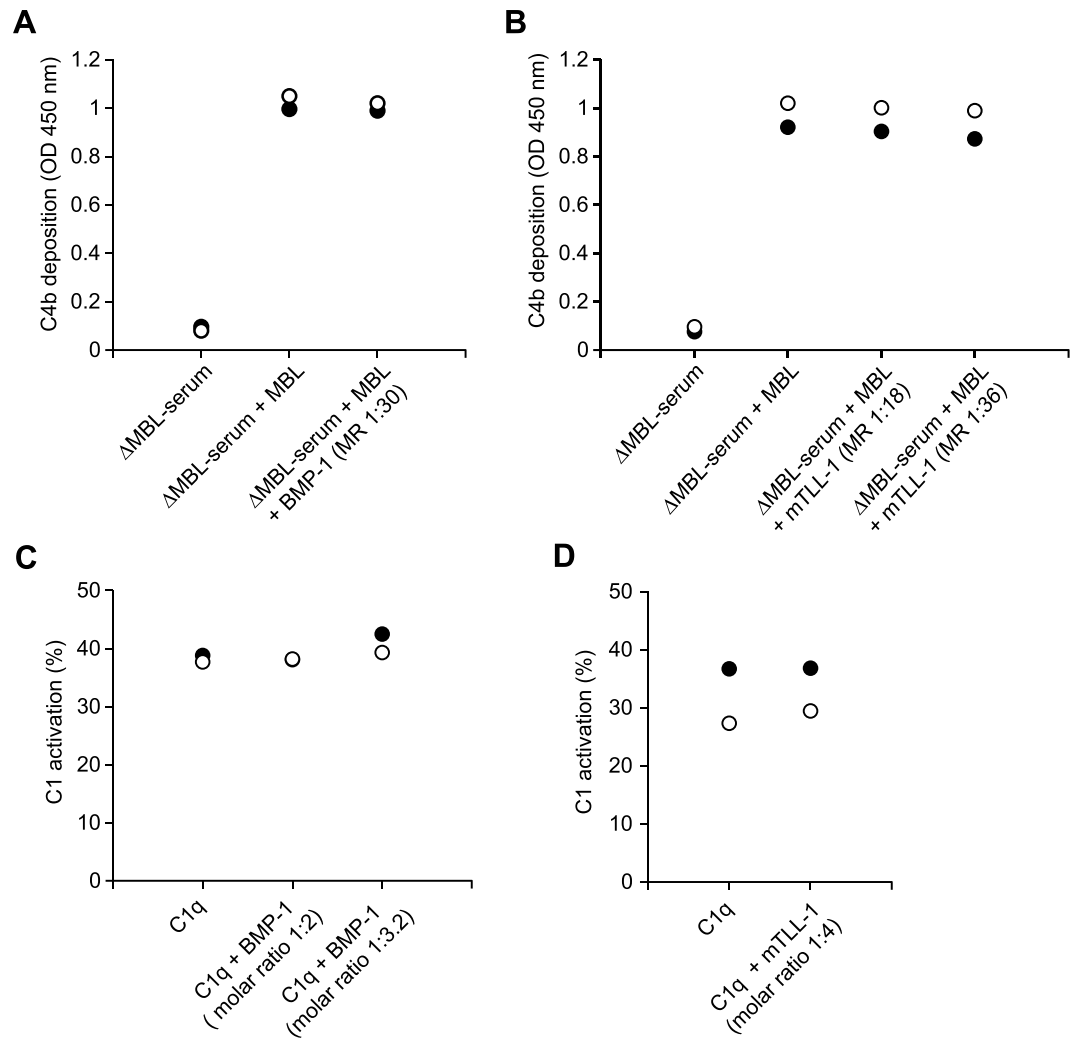 A
C4b deposition (OD 450 nm)
1.2
1
0.8
0.6
0.4
0.2
0
ΔMBL-serum
ΔMBL-serum + MBL
ΔMBL-serum + MBL
+ BMP-1 (MR 1:30)
B
C4b deposition (OD 450 nm)
1.2
1
0.8
0.6
0.4
0.2
0
ΔMBL-serum
ΔMBL-serum + MBL
ΔMBL-serum + MBL
+ mTLL-1 (MR 1:18)
ΔMBL-serum + MBL
+ mTLL-1 (MR 1:36)
C
C1 activation (%)
50
40
30
20
10
0
C1q
C1q + BMP-1
( molar ratio 1:2)
C1q + BMP-1
(molar ratio 1:3.2)
D
C1 activation (%)
50
40
30
20
10
0
C1q
C1q + mTLL-1
(molar ratio 1:4)